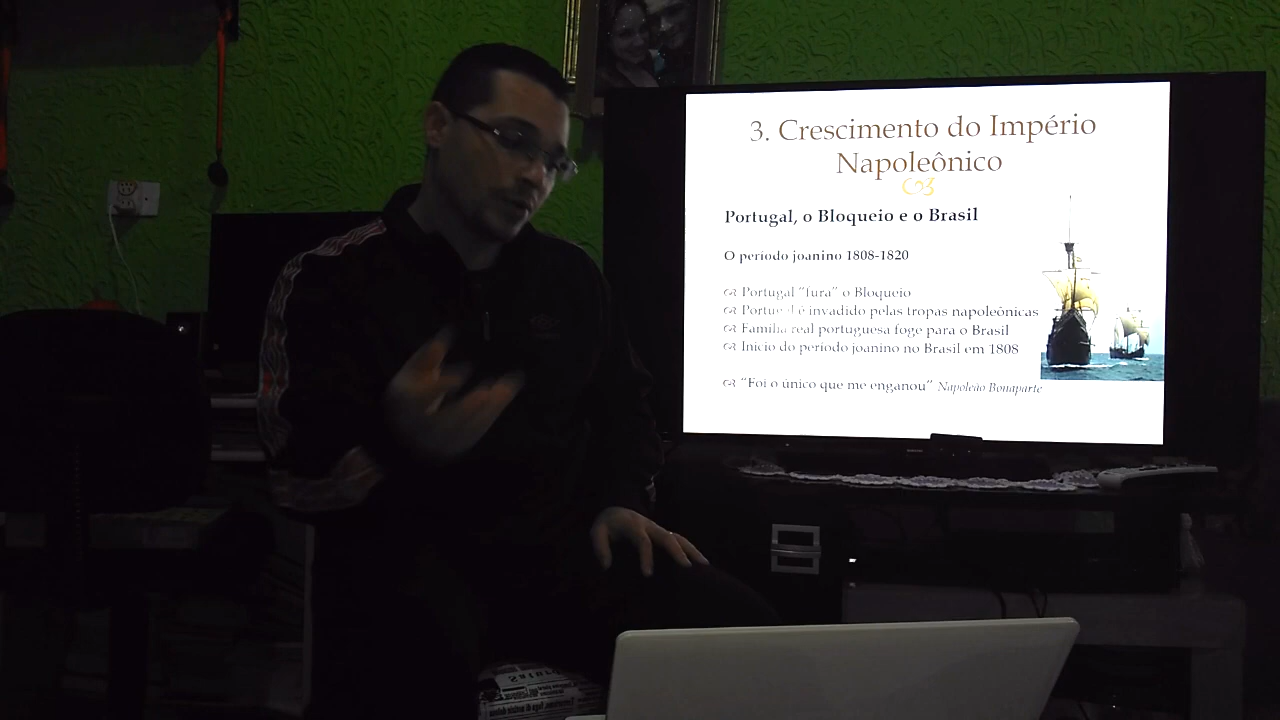 3. Crescimento do Império
Napoleônico
Portugal, o Bloqueio e o Brasil
O período joanino 1808-1820
Portugal "fura" o Bloqueio
Portugal é invadido pelas tropas napoleônicas
Família real portuguesa foge para o Brasil
Início do período joanino no Brasil em 1808
"Foi o único que me enganou" Napoleão Bonaparte